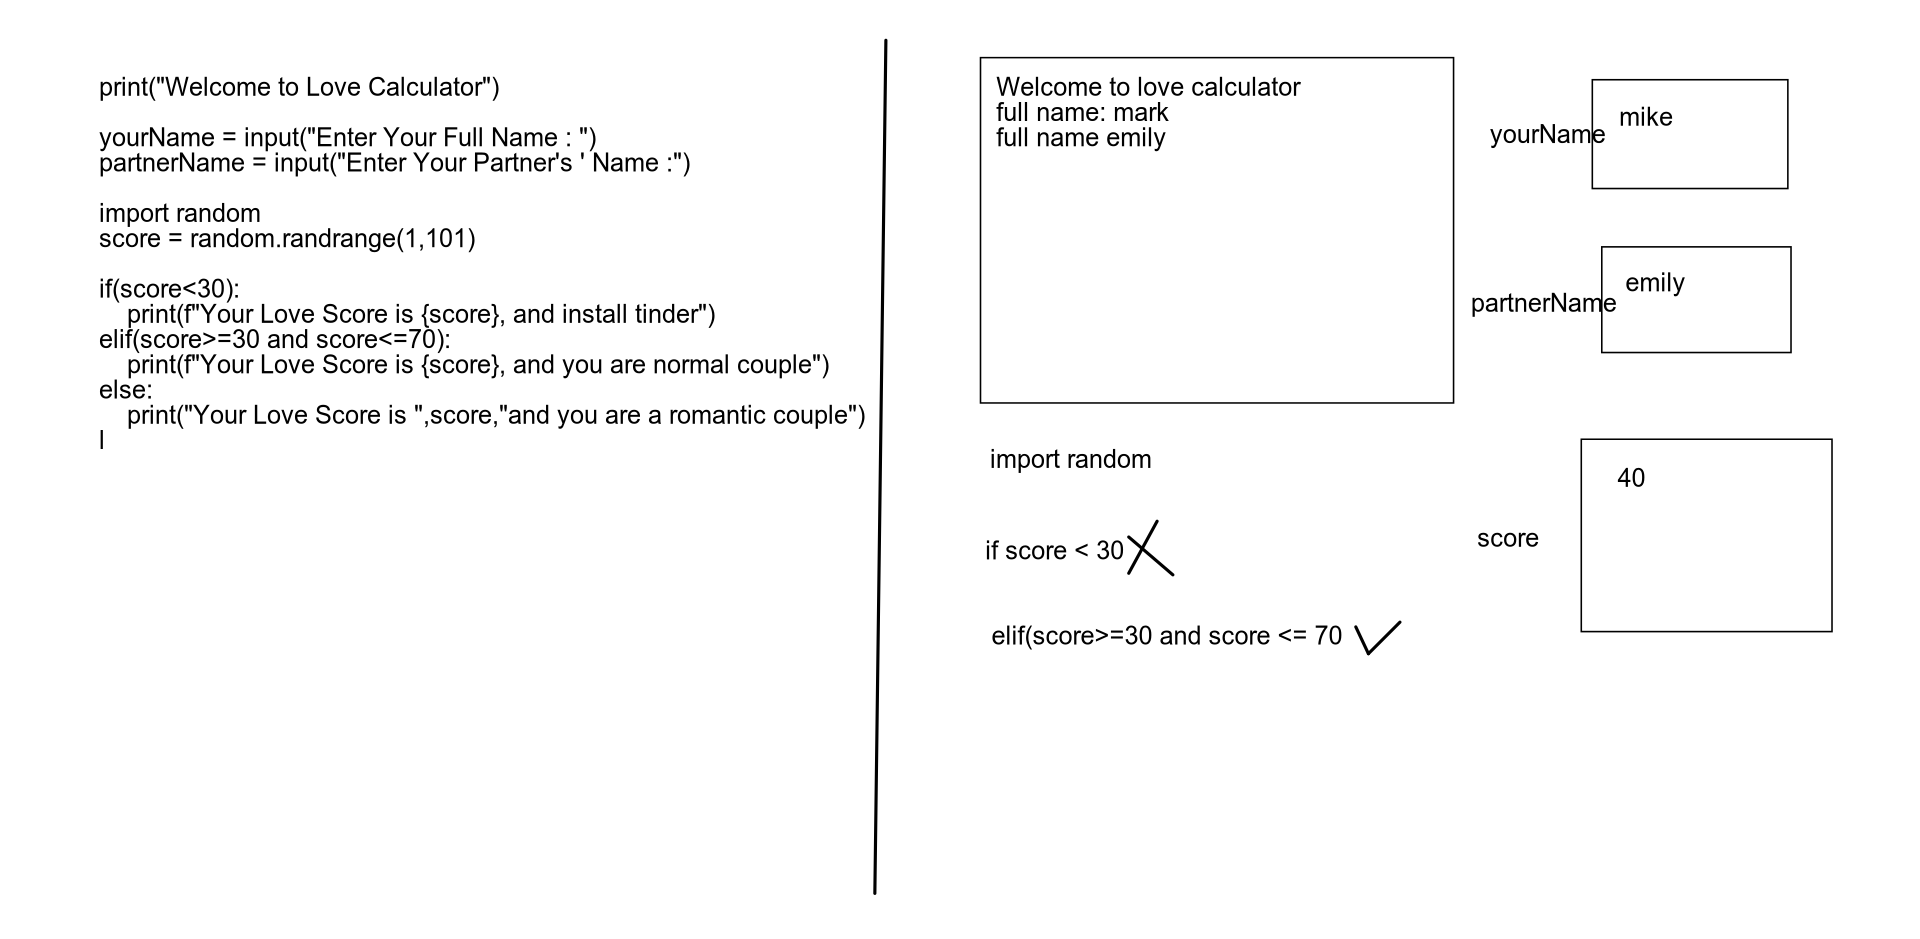 print("Welcome to Love Calculator")
yourName = input("Enter Your Full Name : ")
partnerName = input("Enter Your Partner's ' Name :")
import random
score = random.randrange(1,101)
if(score<30):
    print(f"Your Love Score is {score}, and install tinder")
elif(score>=30 and score<=70):
    print(f"Your Love Score is {score}, and you are normal couple")
else:
    print("Your Love Score is ",score,"and you are a romantic couple")
l
Welcome to love calculator
full name: mark
full name emily
import random
if score < 30
elif(score>=30 and score <= 70
yourName
mike
partnerName
emily
score
40